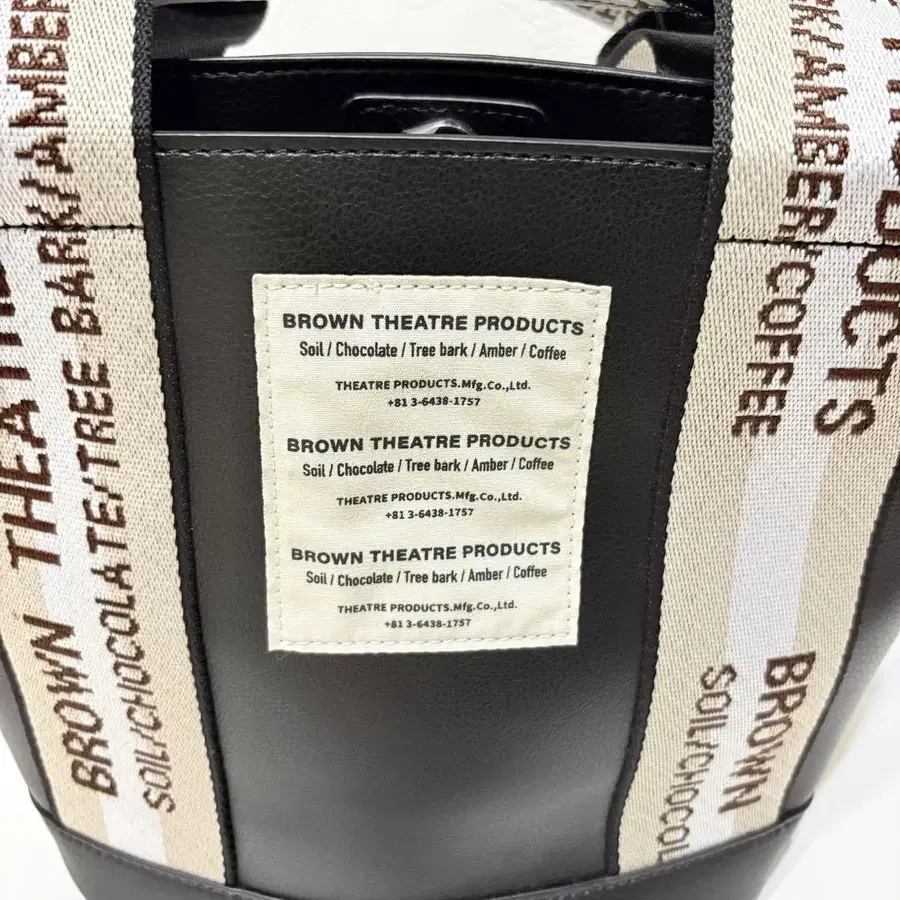 BROWN THEATRE PRODUCTS
Soil / Chocolate / Tree bark / Amber / Coffee
THEATRE PRODUCTS.Mfg.Co.,Ltd.
+81 3-6438-1757
BROWN THEATRE PRODUCTS
Soil / Chocolate / Tree bark / Amber / Coffee
THEATRE PRODUCTS.Mfg.Co.,Ltd.
+81 3-6438-1757
BROWN THEATRE PRODUCTS
Soil / Chocolate / Tree bark / Amber / Coffee
THEATRE PRODUCTS.Mfg.Co.,Ltd.
+81 3-6438-1757
BROWN THEATRE
SOIL/CHOCOLATE/TREE BARK/AMBER
BROWN
SOIL/CHOCOL
/AMBER/COFFEE